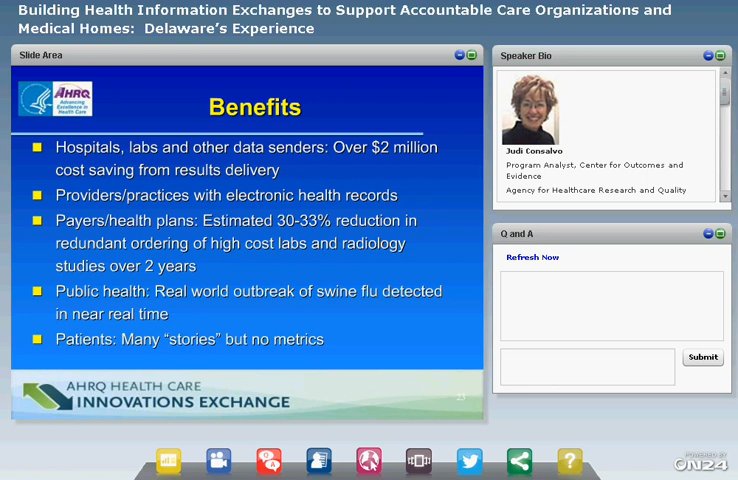 Building Health Information Exchanges to Support Accountable Care Organizations and
Medical Homes: Delaware's Experience
Slide Area
AHRQ
Advancing
Excellence in
Health Care
Benefits
Hospitals, labs and other data senders: Over $2 million
cost saving from results delivery
Providers/practices with electronic health records
Payers/health plans: Estimated 30-33% reduction in
redundant ordering of high cost labs and radiology
studies over 2 years
Public health: Real world outbreak of swine flu detected
in near real time
Patients: Many “stories” but no metrics
AHRQ HEALTH CARE
INNOVATIONS EXCHANGE
23
Speaker Bio
Judi Consalvo
Program Analyst, Center for Outcomes and
Evidence
Agency for Healthcare Research and Quality
Q and A
Refresh Now
Submit
Q
A
?
POWERED BY
ON24